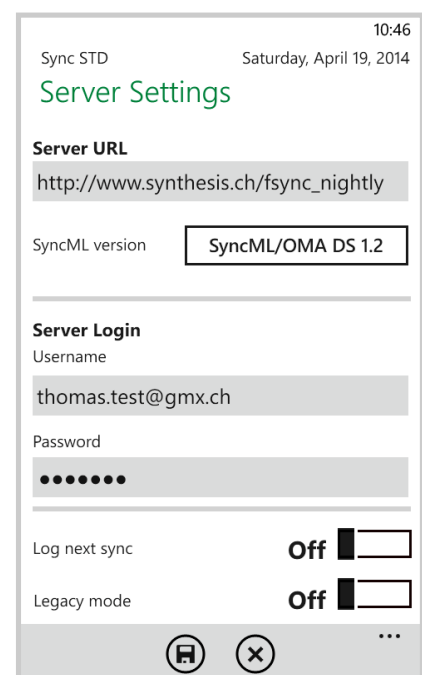 10:46
Sync STD Saturday, April 19, 2014
Server Settings
Server URL
http://www.synthesis.ch/fsync_nightly
SyncML version SyncML/OMA DS 1.2
Server Login
Username
thomas.test@gmx.ch
Password
●●●●●●●
Log next sync Off
Legacy mode Off
...